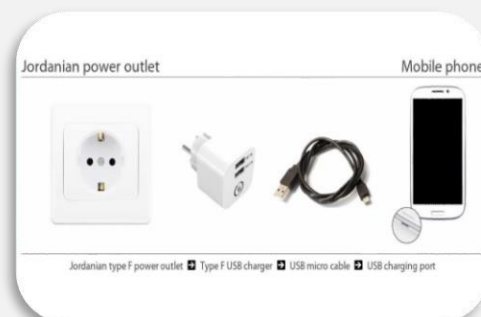 Jordanian power outlet Mobile phone
Jordanian type F power outlet ➔ Type F USB charger ➔ USB micro cable ➔ USB charging port